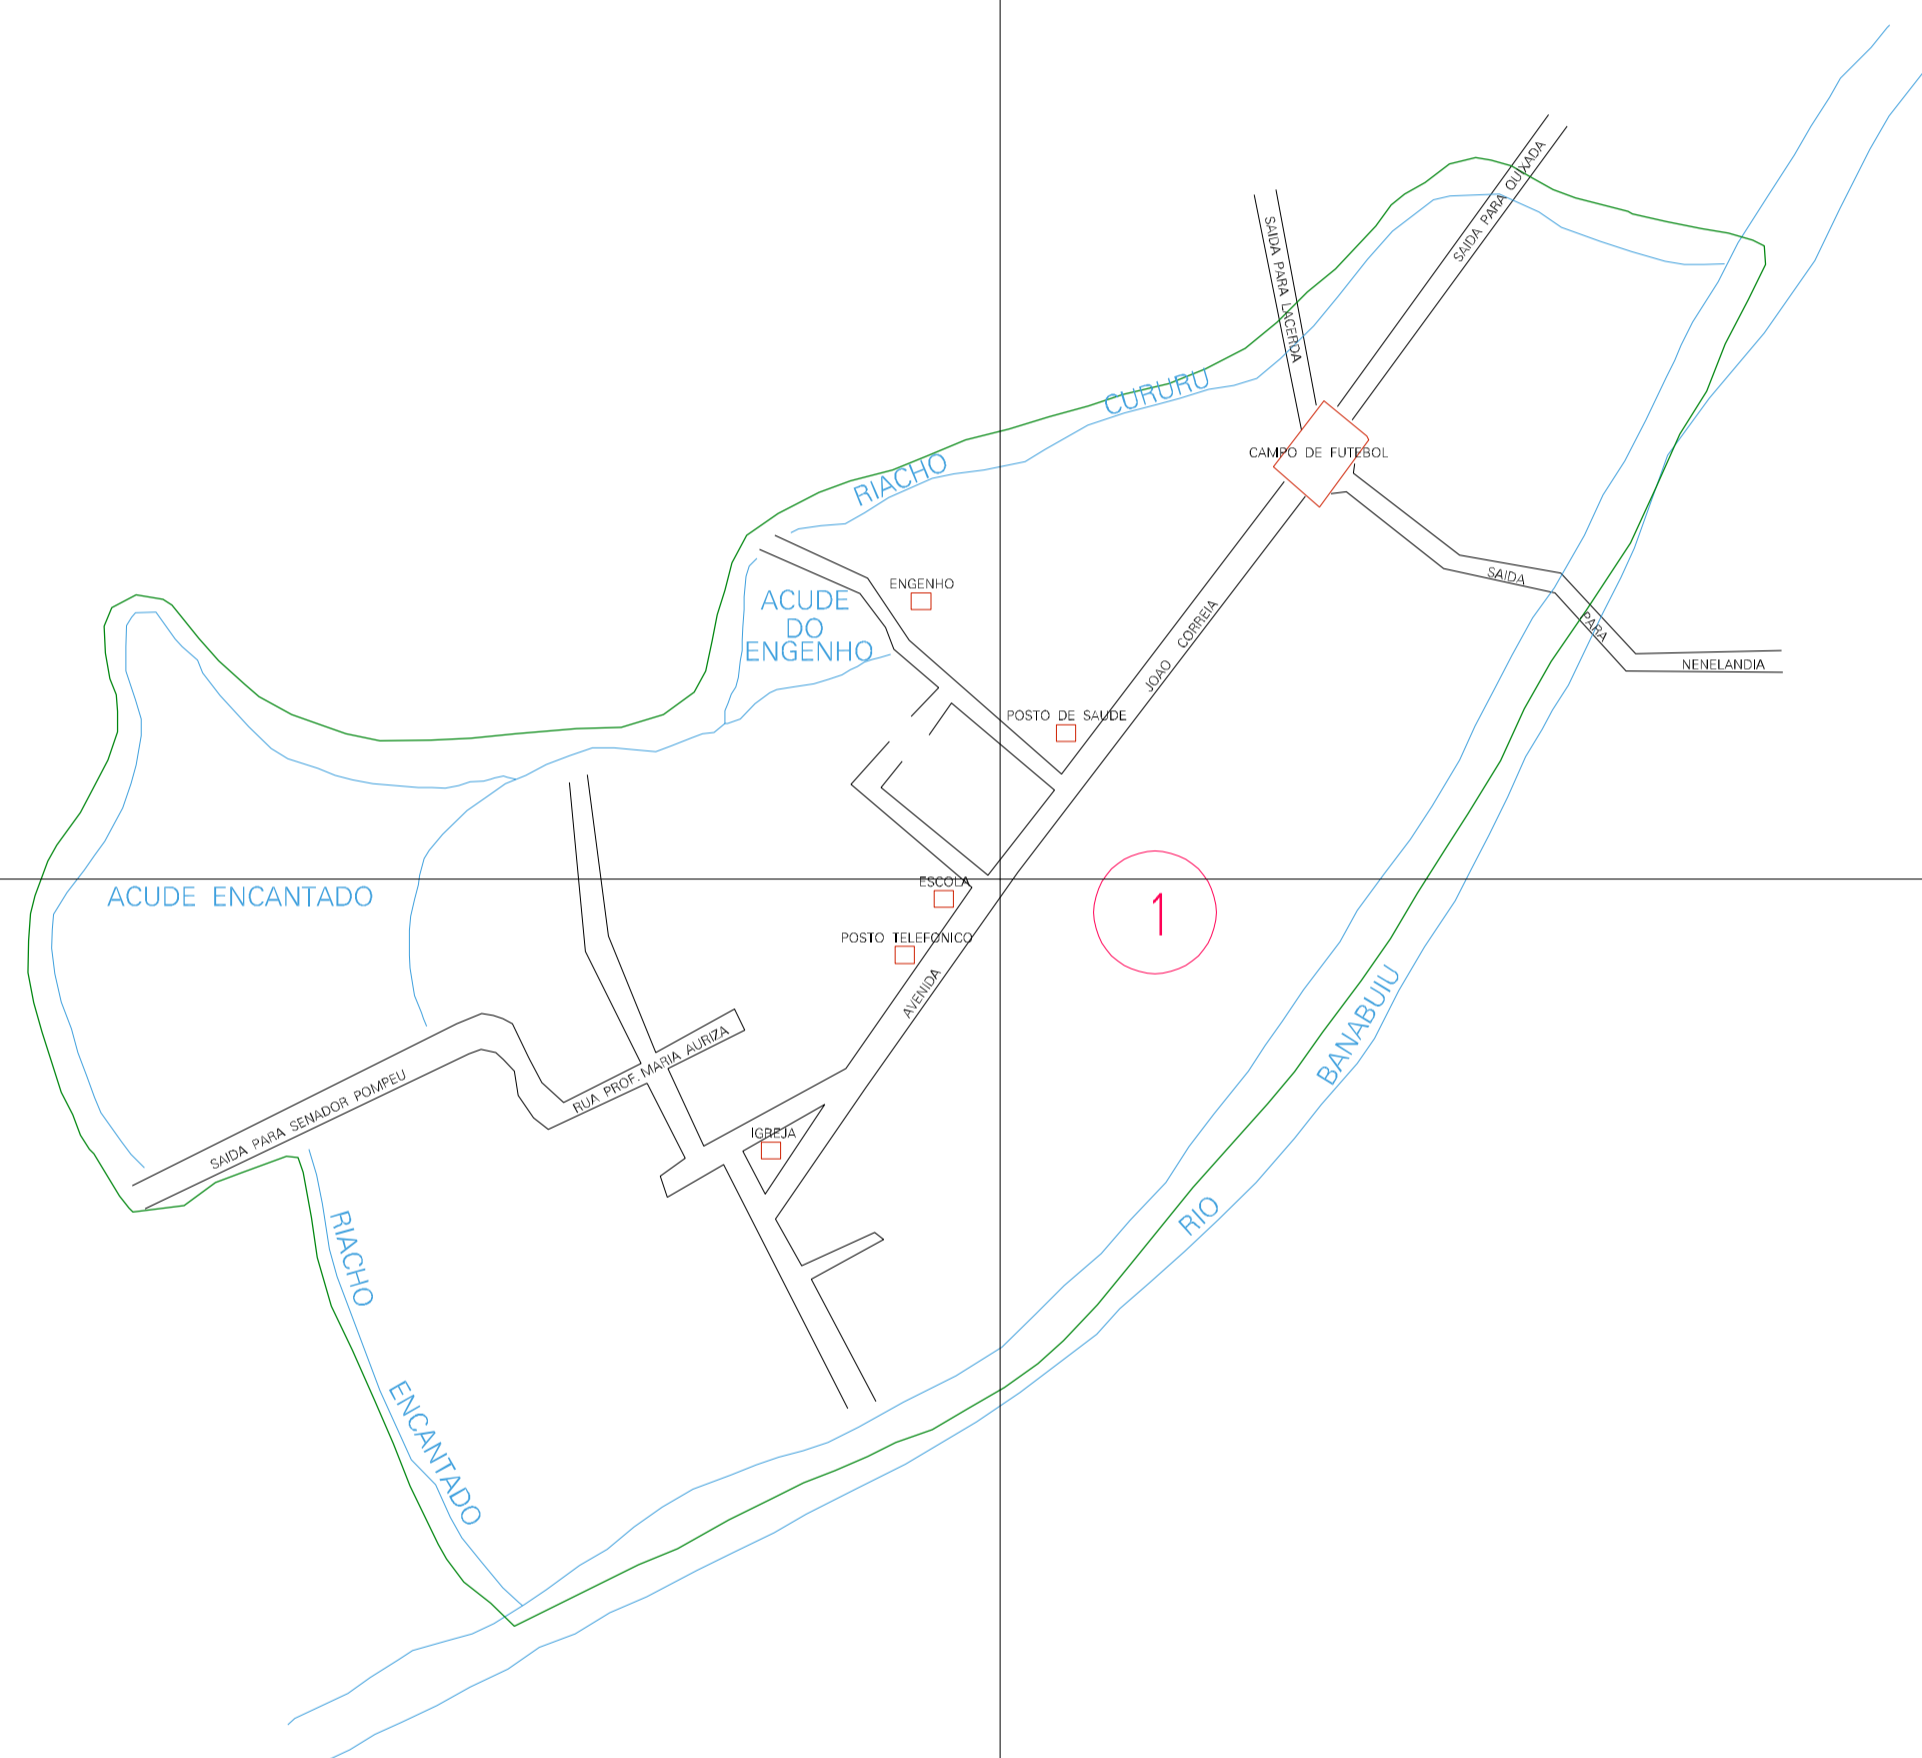 SAIDA PARA QUIXADA
SAIDA PARA LACERDA
RIACHO CURURU
CAMPO DE FUTEBOL
ENGENHO
ACUDE
DO
ENGENHO
SAIDA PARA NENELANDIA
POSTO DE SAUDE
AVENIDA JOAO CORREIA
ESCOLA
ACUDE ENCANTADO
1
POSTO TELEFONICO
RUA PROF. MARIA AURIZA
SAIDA PARA SENADOR POMPEU
IGREJA
RIO BANABUIU
RIACHO ENCANTADO